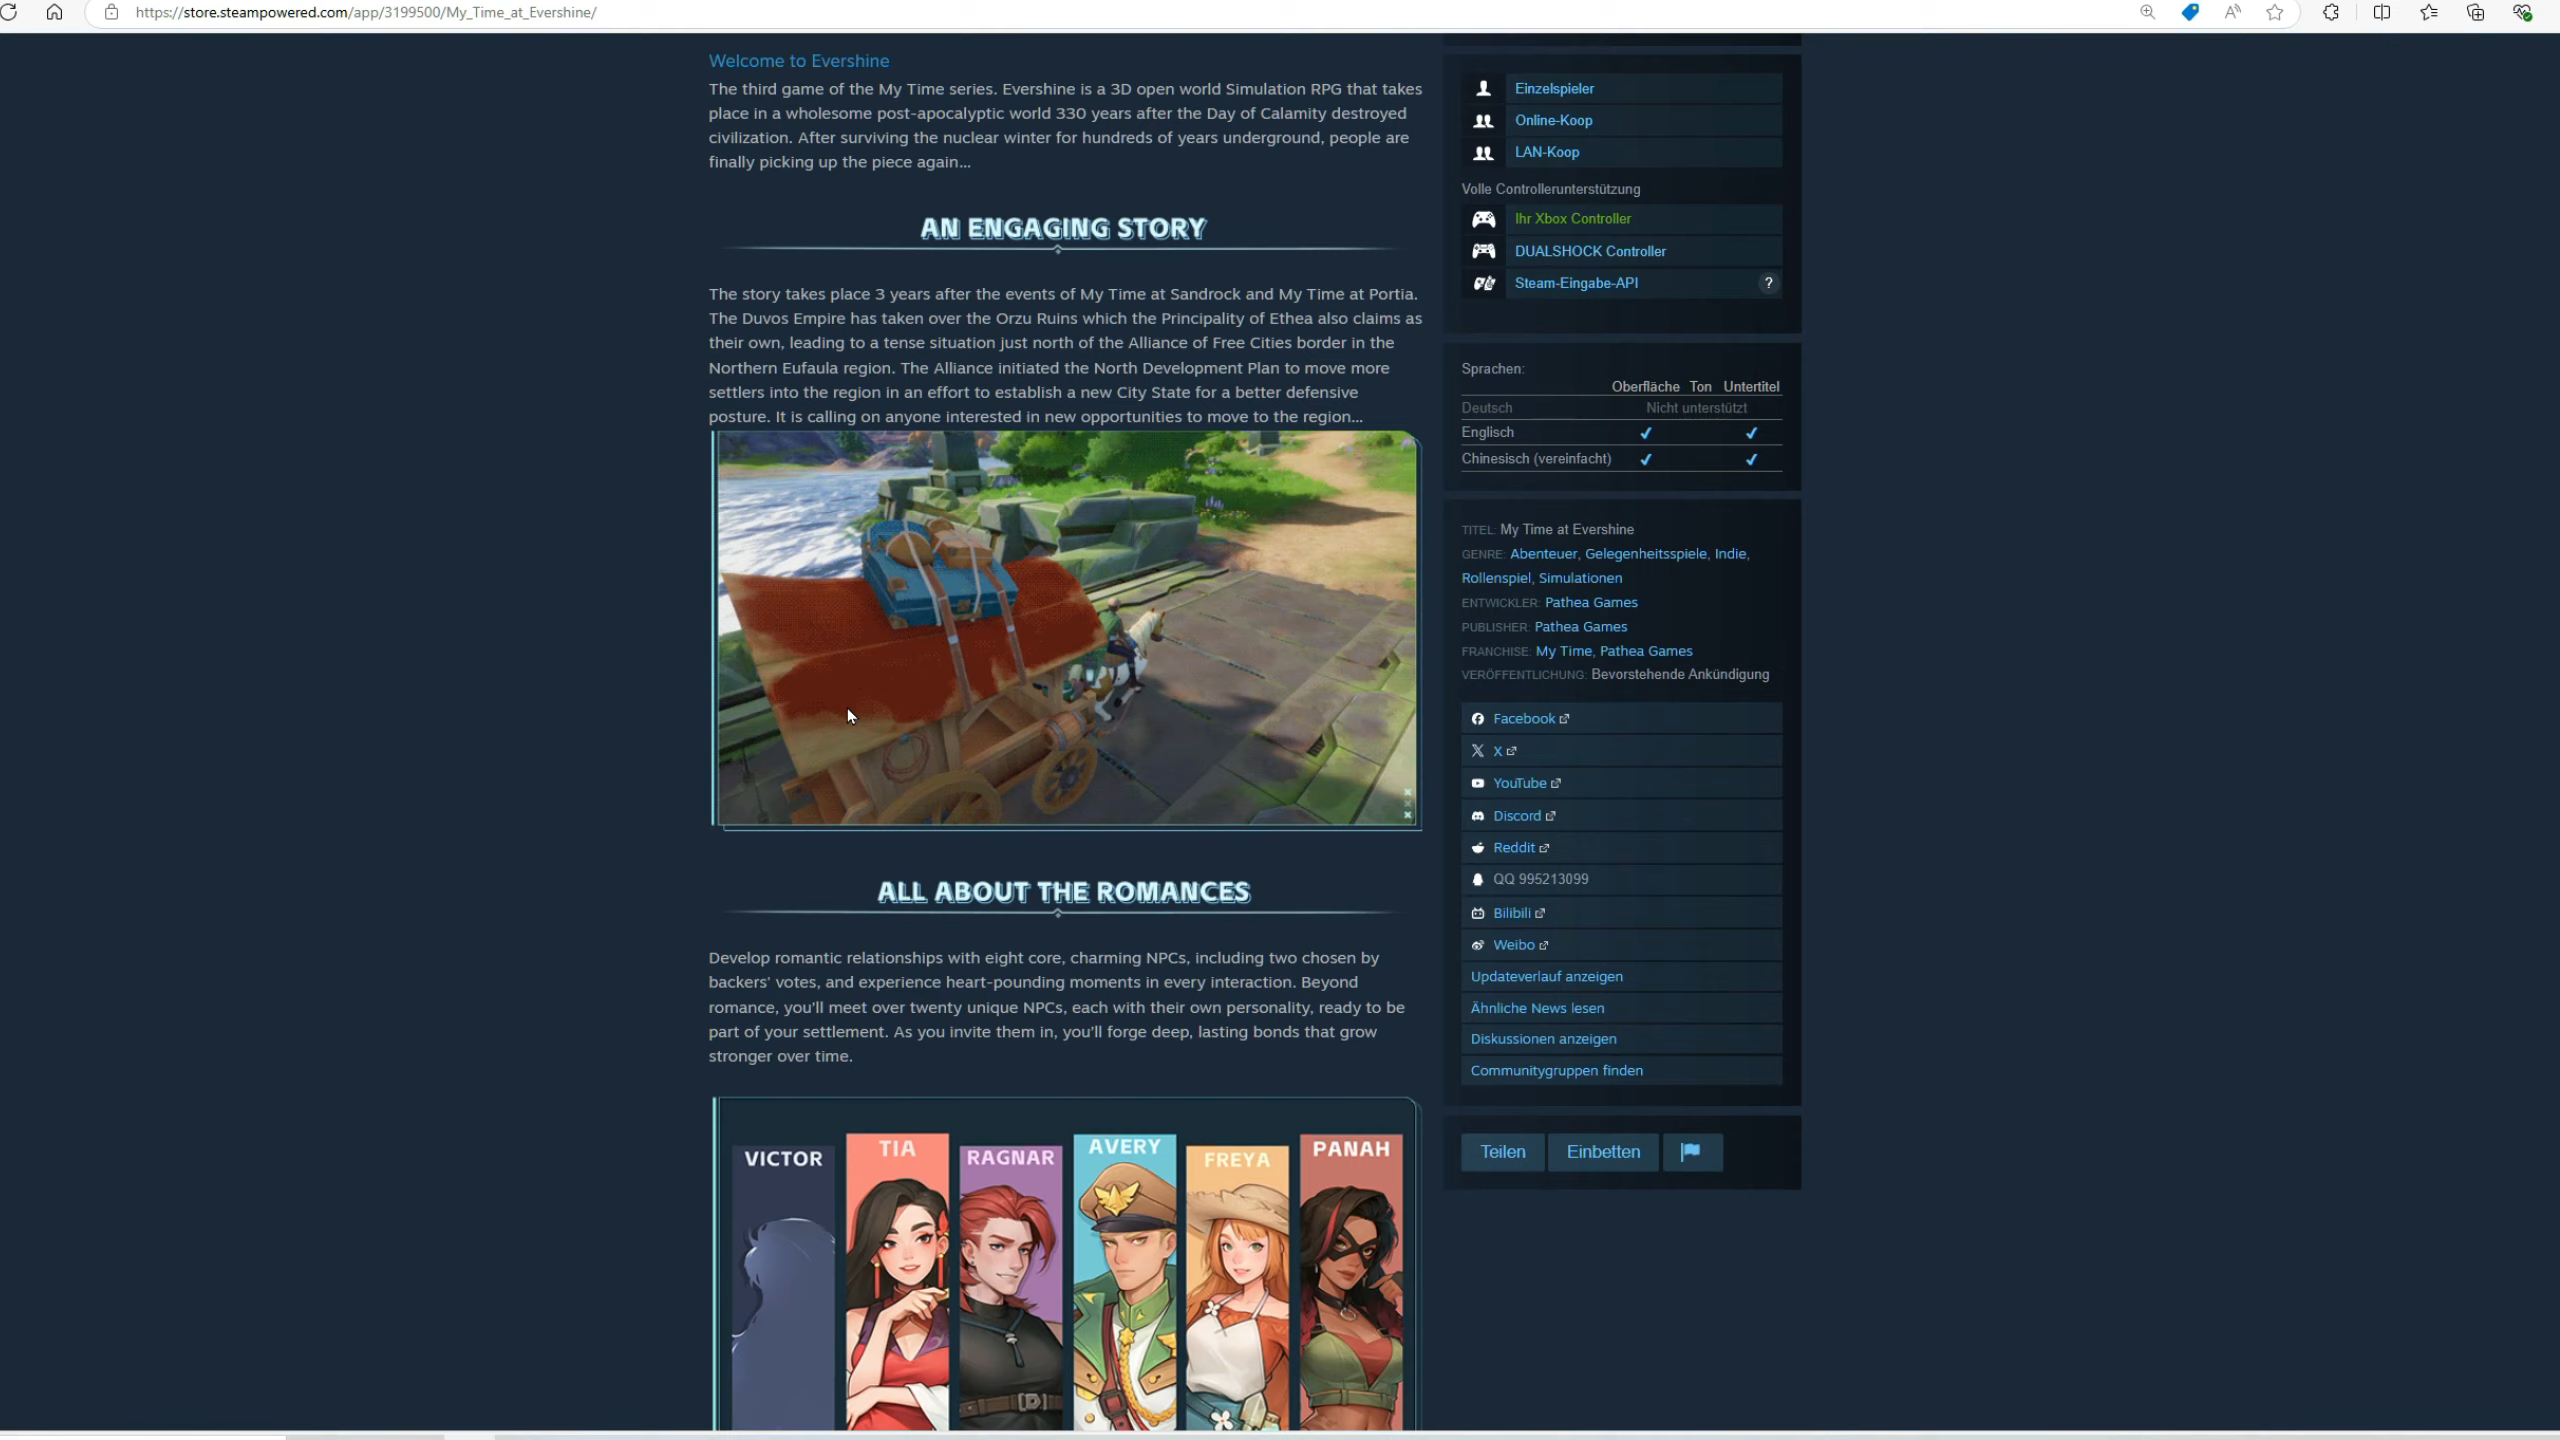 https://store.steampowered.com/app/3199500/My_Time_at_Evershine/
Welcome to Evershine
The third game of the My Time series. Evershine is a 3D open world Simulation RPG that takes
place in a wholesome post-apocalyptic world 330 years after the Day of Calamity destroyed
civilization. After surviving the nuclear winter for hundreds of years underground, people are
finally picking up the piece again...
AN ENGAGING STORY
The story takes place 3 years after the events of My Time at Sandrock and My Time at Portia.
The Duvos Empire has taken over the Orzu Ruins which the Principality of Ethea also claims as
their own, leading to a tense situation just north of the Alliance of Free Cities border in the
Northern Eufaula region. The Alliance initiated the North Development Plan to move more
settlers into the region in an effort to establish a new City State for a better defensive
posture. It is calling on anyone interested in new opportunities to move to the region...
ALL ABOUT THE ROMANCES
Develop romantic relationships with eight core, charming NPCs, including two chosen by
backers' votes, and experience heart-pounding moments in every interaction. Beyond
romance, you'll meet over twenty unique NPCs, each with their own personality, ready to be
part of your settlement. As you invite them in, you'll forge deep, lasting bonds that grow
stronger over time.
VICTOR
TIA
RAGNAR
AVERY
FREYA
PANAH
Einzelspieler
Online-Koop
LAN-Koop
Volle Controllerunterstützung
Ihr Xbox Controller
DUALSHOCK Controller
Steam-Eingabe-API ?
Sprachen:
Oberfläche Ton Untertitel
Deutsch Nicht unterstützt
Englisch ✔ ✔
Chinesisch (vereinfacht) ✔ ✔
TITEL: My Time at Evershine
GENRE: Abenteuer, Gelegenheitsspiele, Indie,
Rollenspiel, Simulationen
ENTWICKLER: Pathea Games
PUBLISHER: Pathea Games
FRANCHISE: My Time, Pathea Games
VERÖFFENTLICHUNG: Bevorstehende Ankündigung
Facebook
X
YouTube
Discord
Reddit
QQ 995213099
Bilibili
Weibo
Updateverlauf anzeigen
Ähnliche News lesen
Diskussionen anzeigen
Communitygruppen finden
Teilen
Einbetten